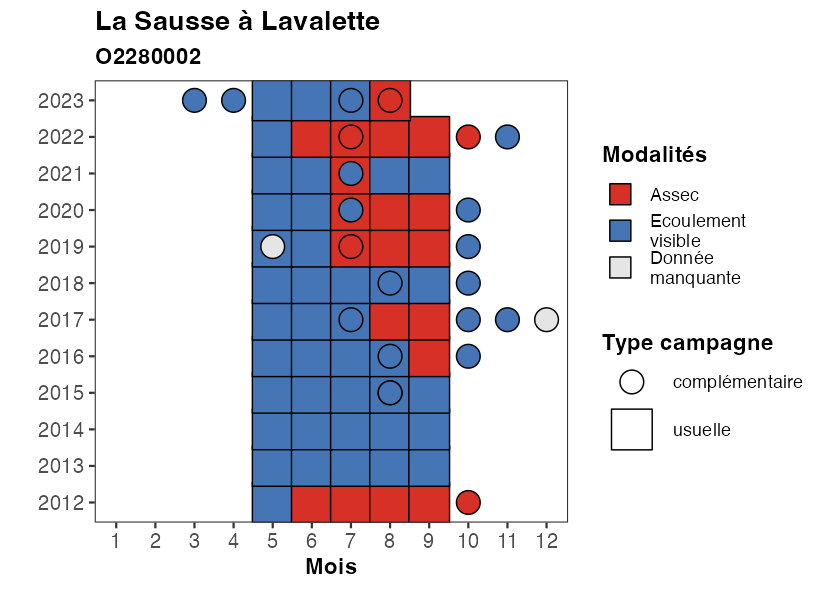 La Sausse à Lavalette
O2280002
2023
2022
2021
2020
2019
2018
2017
2016
2015
2014
2013
2012
1 2 3 4 5 6 7 8 9 10 11 12
Mois
Modalités
Assec
Ecoulement
visible
Donnée
manquante
Type campagne
complémentaire
usuelle